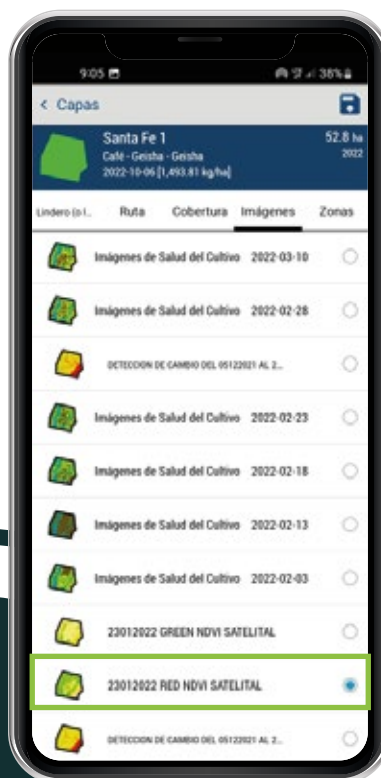 9:05 38%
< Capas
Santa Fe 1 52.8 ha
Café - Geisha - Geisha 2022
2022-10-06 [1,493.81 kg/ha]
Lindero (o l... Ruta Cobertura Imágenes Zonas
Imágenes de Salud del Cultivo 2022-03-10
Imágenes de Salud del Cultivo 2022-02-28
DETECCION DE CAMBIO DEL 05122021 AL 2...
Imágenes de Salud del Cultivo 2022-02-23
Imágenes de Salud del Cultivo 2022-02-18
Imágenes de Salud del Cultivo 2022-02-13
Imágenes de Salud del Cultivo 2022-02-03
23012022 GREEN NDVI SATELITAL
23012022 RED NDVI SATELITAL
DETECCION DE CAMBIO DEL 05122021 AL 2...